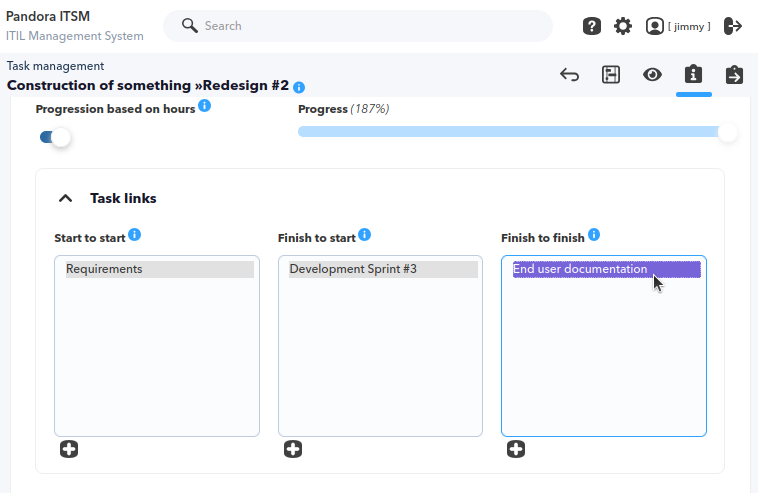 Pandora ITSM
ITIL Management System
Search
[ jimmy ]
Task management
Construction of something »Redesign #2
Progression based on hours
Progress (187%)
Task links
Start to start
Finish to start
Finish to finish
Requirements
Development Sprint #3
End user documentation